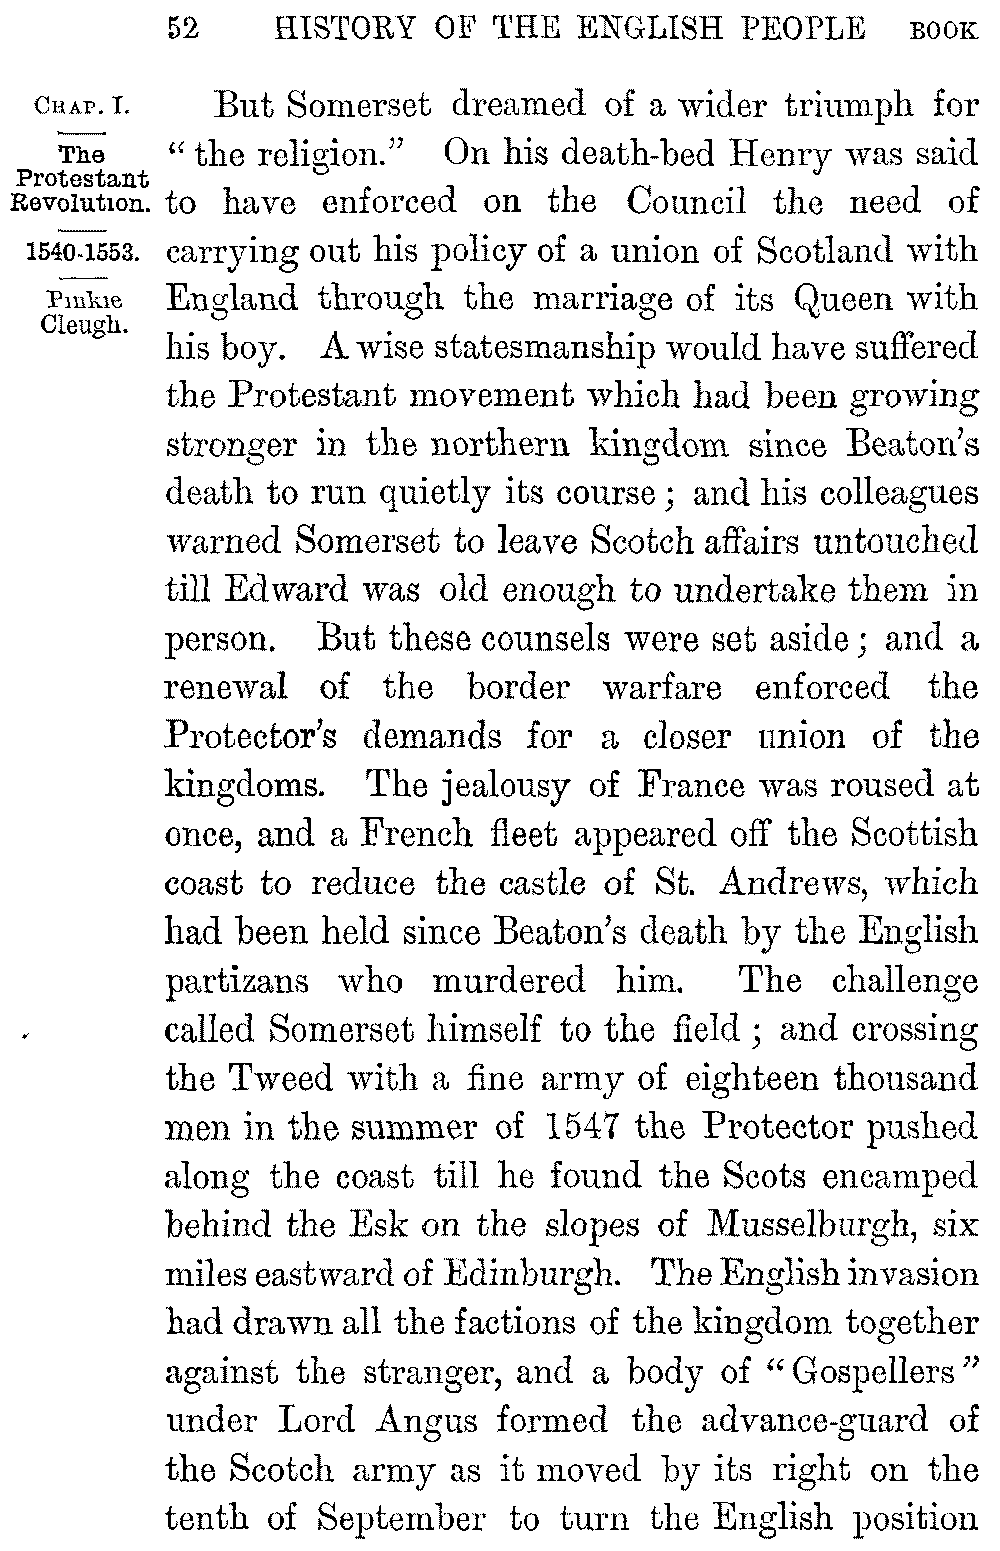 52 HISTORY OF THE ENGLISH PEOPLE BOOK
CHAP. I.
The
Protestant
Revolution.
1540-1553.
Pinkie
Cleugh.
But Somerset dreamed of a wider triumph for
“ the religion.” On his death-bed Henry was said
to have enforced on the Council the need of
carrying out his policy of a union of Scotland with
England through the marriage of its Queen with
his boy. A wise statesmanship would have suffered
the Protestant movement which had been growing
stronger in the northern kingdom since Beaton’s
death to run quietly its course ; and his colleagues
warned Somerset to leave Scotch affairs untouched
till Edward was old enough to undertake them in
person. But these counsels were set aside ; and a
renewal of the border warfare enforced the
Protector’s demands for a closer union of the
kingdoms. The jealousy of France was roused at
once, and a French fleet appeared off the Scottish
coast to reduce the castle of St. Andrews, which
had been held since Beaton’s death by the English
partizans who murdered him. The challenge
called Somerset himself to the field ; and crossing
the Tweed with a fine army of eighteen thousand
men in the summer of 1547 the Protector pushed
along the coast till he found the Scots encamped
behind the Esk on the slopes of Musselburgh, six
miles eastward of Edinburgh. The English invasion
had drawn all the factions of the kingdom together
against the stranger, and a body of “Gospellers”
under Lord Angus formed the advance-guard of
the Scotch army as it moved by its right on the
tenth of September to turn the English position